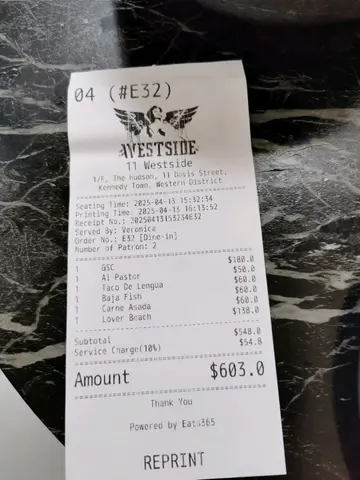 04 (#E32)
WESTSIDE
11 Westside
1/F, The hudson, 11 Davis Street,
Kennedy Town, Western District
Seating Time: 2025-04-13 15:32:34
Printing Time: 2025-04-13 16:13:52
Receipt No.: 20250413153234E32
Served By: Veronica
Order No.: E32 [Dine-in]
Number of Patron: 2
1 GSC $180.0
1 Al Pastor $50.0
1 Taco De Lengua $60.0
1 Baja Fish $60.0
1 Carne Asada $60.0
1 Lover Beach $138.0
Subtotal $548.0
Service Charge(10%) $54.8
Amount $603.0
Thank You
Powered by Eats365
REPRINT